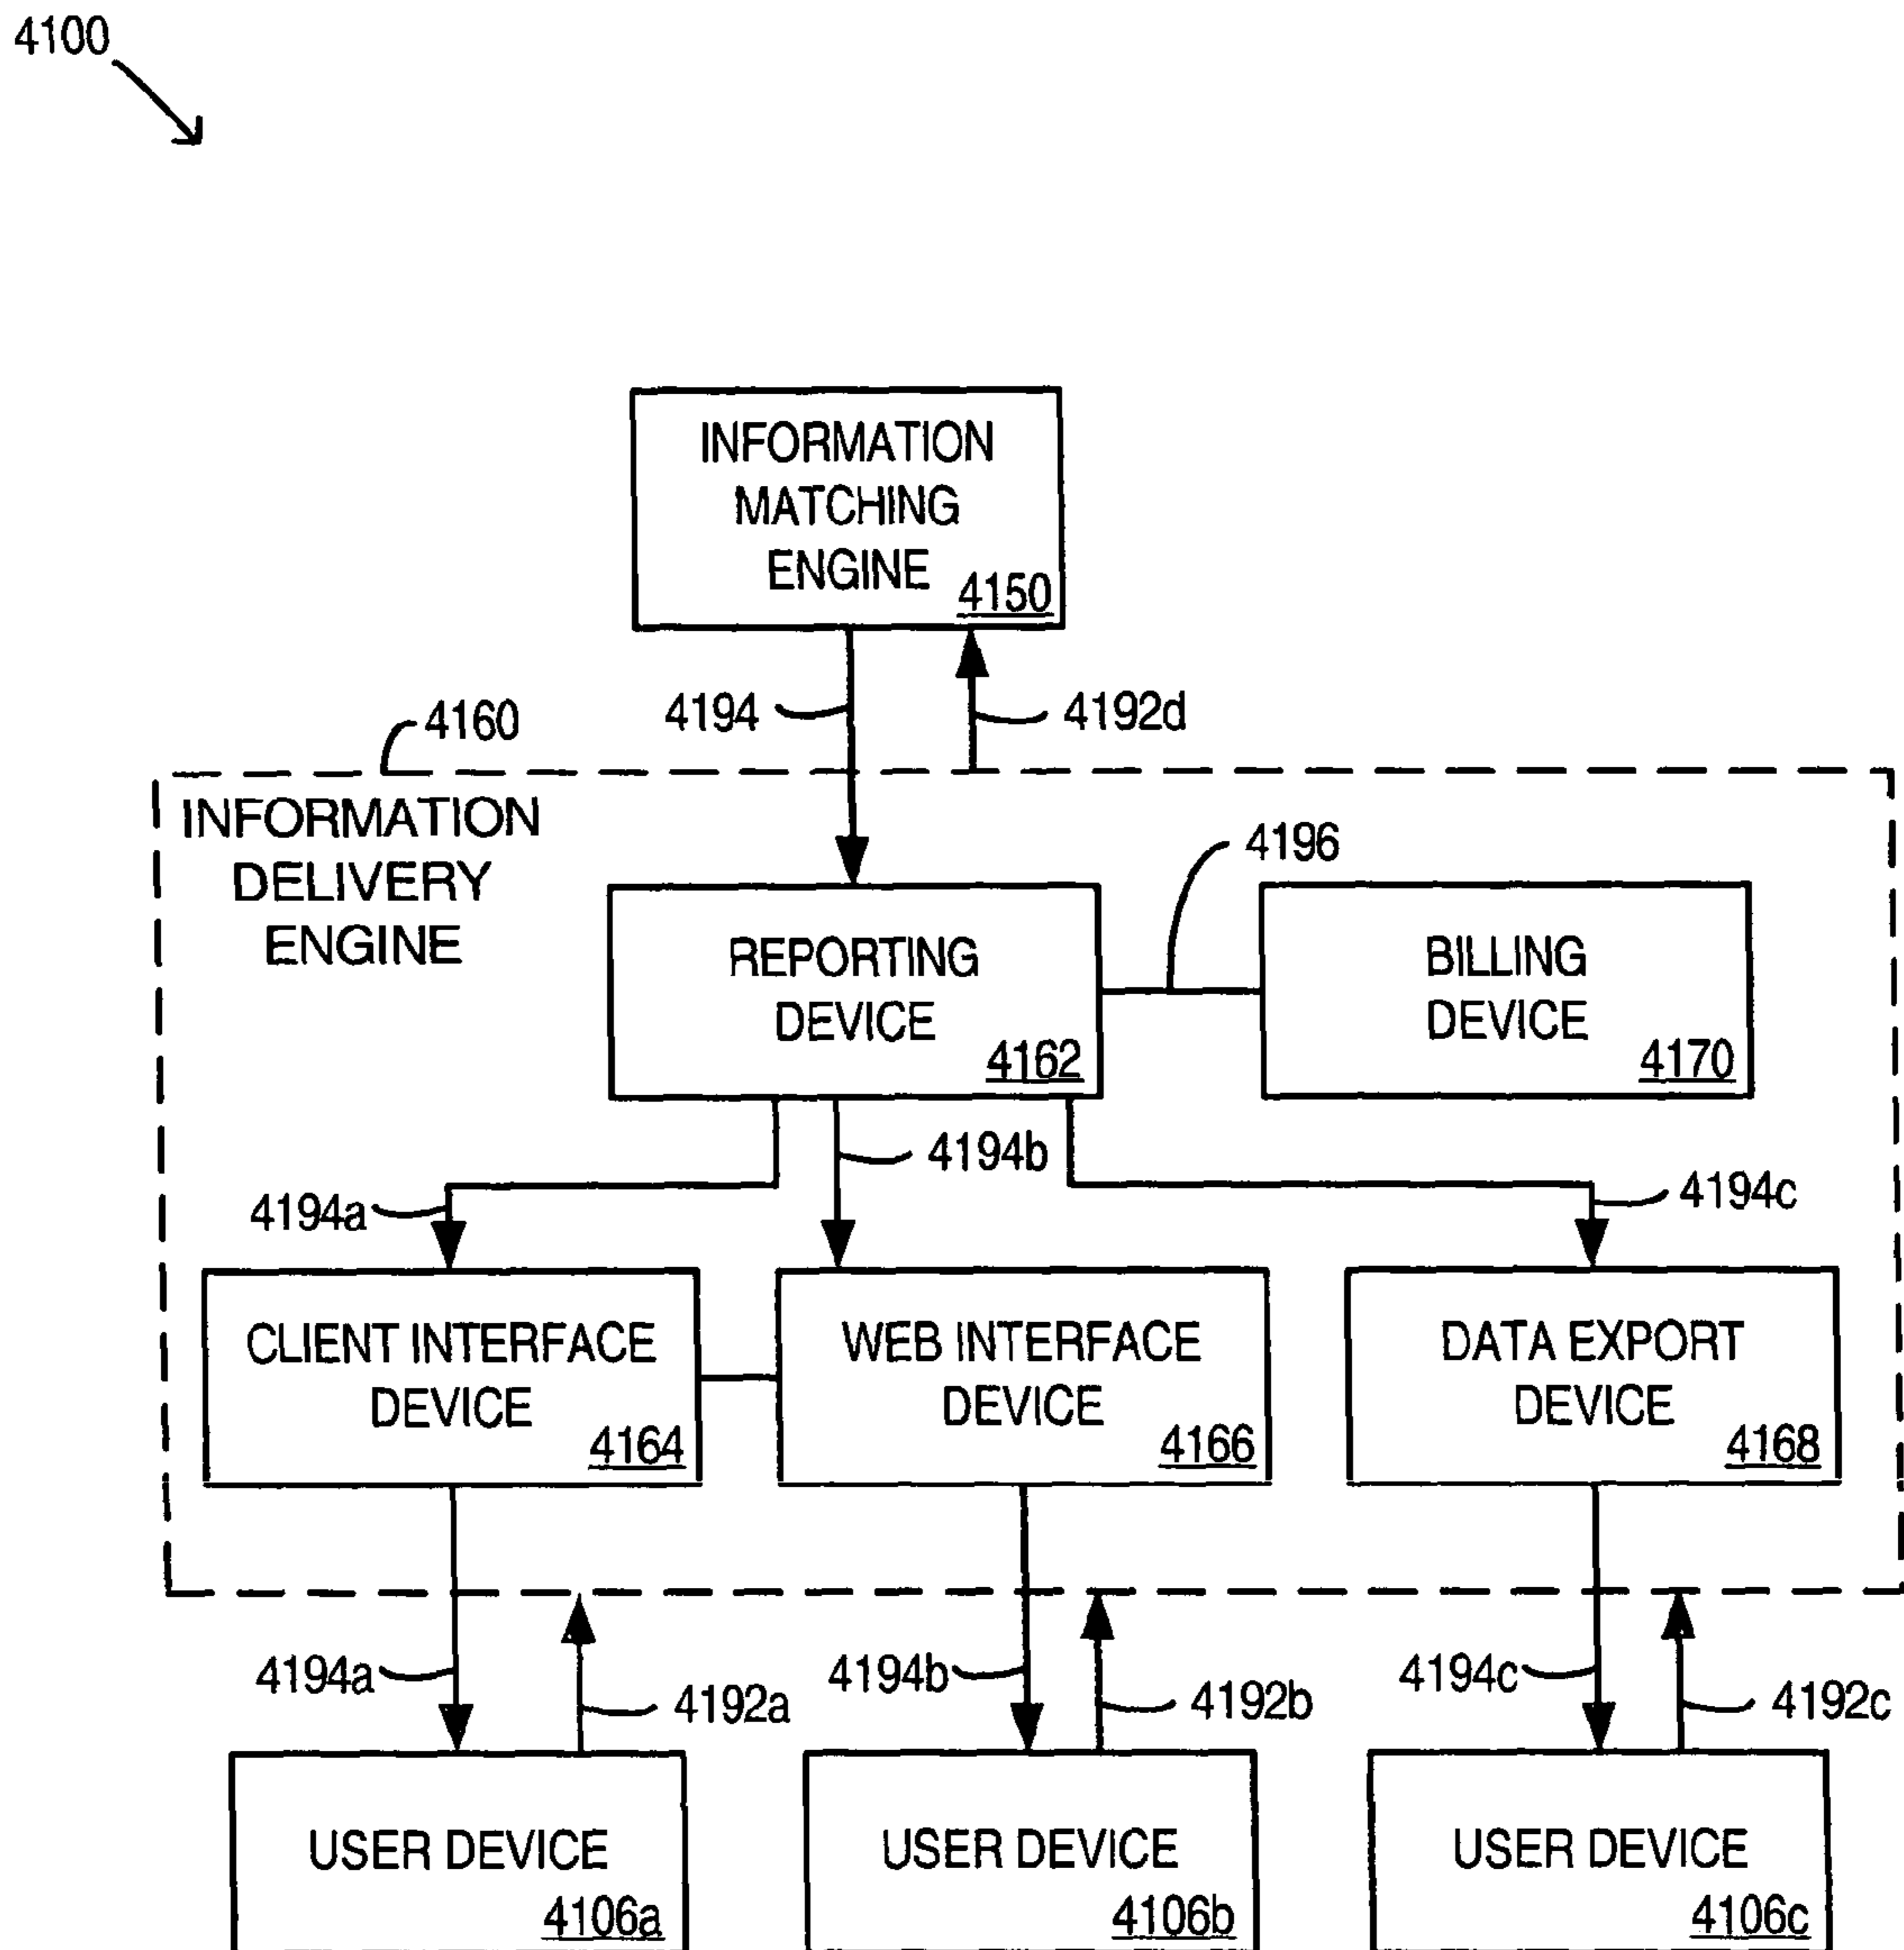 4100
INFORMATION
MATCHING
ENGINE
4150
4194
4192d
4160
INFORMATION
DELIVERY
ENGINE
4196
REPORTING
DEVICE
4162
BILLING
DEVICE
4170
4194a
4194b
4194c
CLIENT INTERFACE
DEVICE
4164
WEB INTERFACE
DEVICE
4166
DATA EXPORT
DEVICE
4168
4194a
4192a
4194b
4192b
4194c
4192c
USER DEVICE
4106a
USER DEVICE
4106b
USER DEVICE
4106c